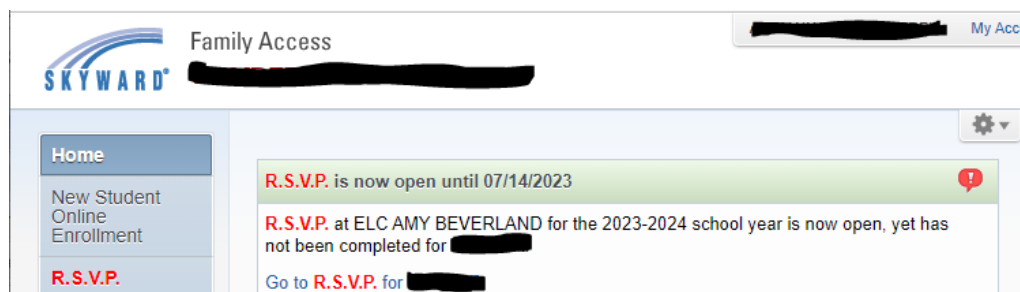 SKYWARD®
Family Access
My Acc
Home
New Student
Online
Enrollment
R.S.V.P.
R.S.V.P. is now open until 07/14/2023
R.S.V.P. at ELC AMY BEVERLAND for the 2023-2024 school year is now open, yet has
not been completed for
Go to R.S.V.P. for